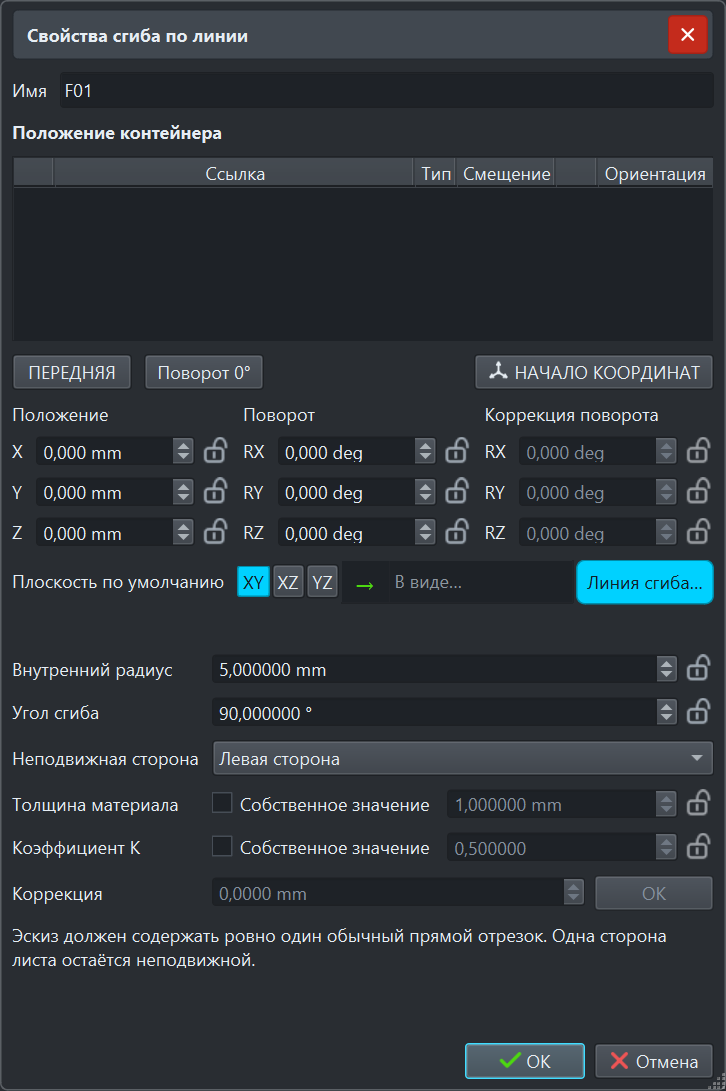 Свойства сгиба по линии
Имя F01
Положение контейнера
Ссылка Тип Смещение Ориентация
ПЕРЕДНЯЯ Поворот 0° НАЧАЛО КООРДИНАТ
Положение Поворот Коррекция поворота
X 0,000 mm RX 0,000 deg RX 0,000 deg
Y 0,000 mm RY 0,000 deg RY 0,000 deg
Z 0,000 mm RZ 0,000 deg RZ 0,000 deg
Плоскость по умолчанию XY XZ YZ В виде... Линия сгиба...
Внутренний радиус 5,000000 mm
Угол сгиба 90,000000 °
Неподвижная сторона Левая сторона
Толщина материала Собственное значение 1,000000 mm
Коэффициент К Собственное значение 0,500000
Коррекция 0,0000 mm ОК
Эскиз должен содержать ровно один обычный прямой отрезок. Одна сторона
листа остаётся неподвижной.
ОК Отмена